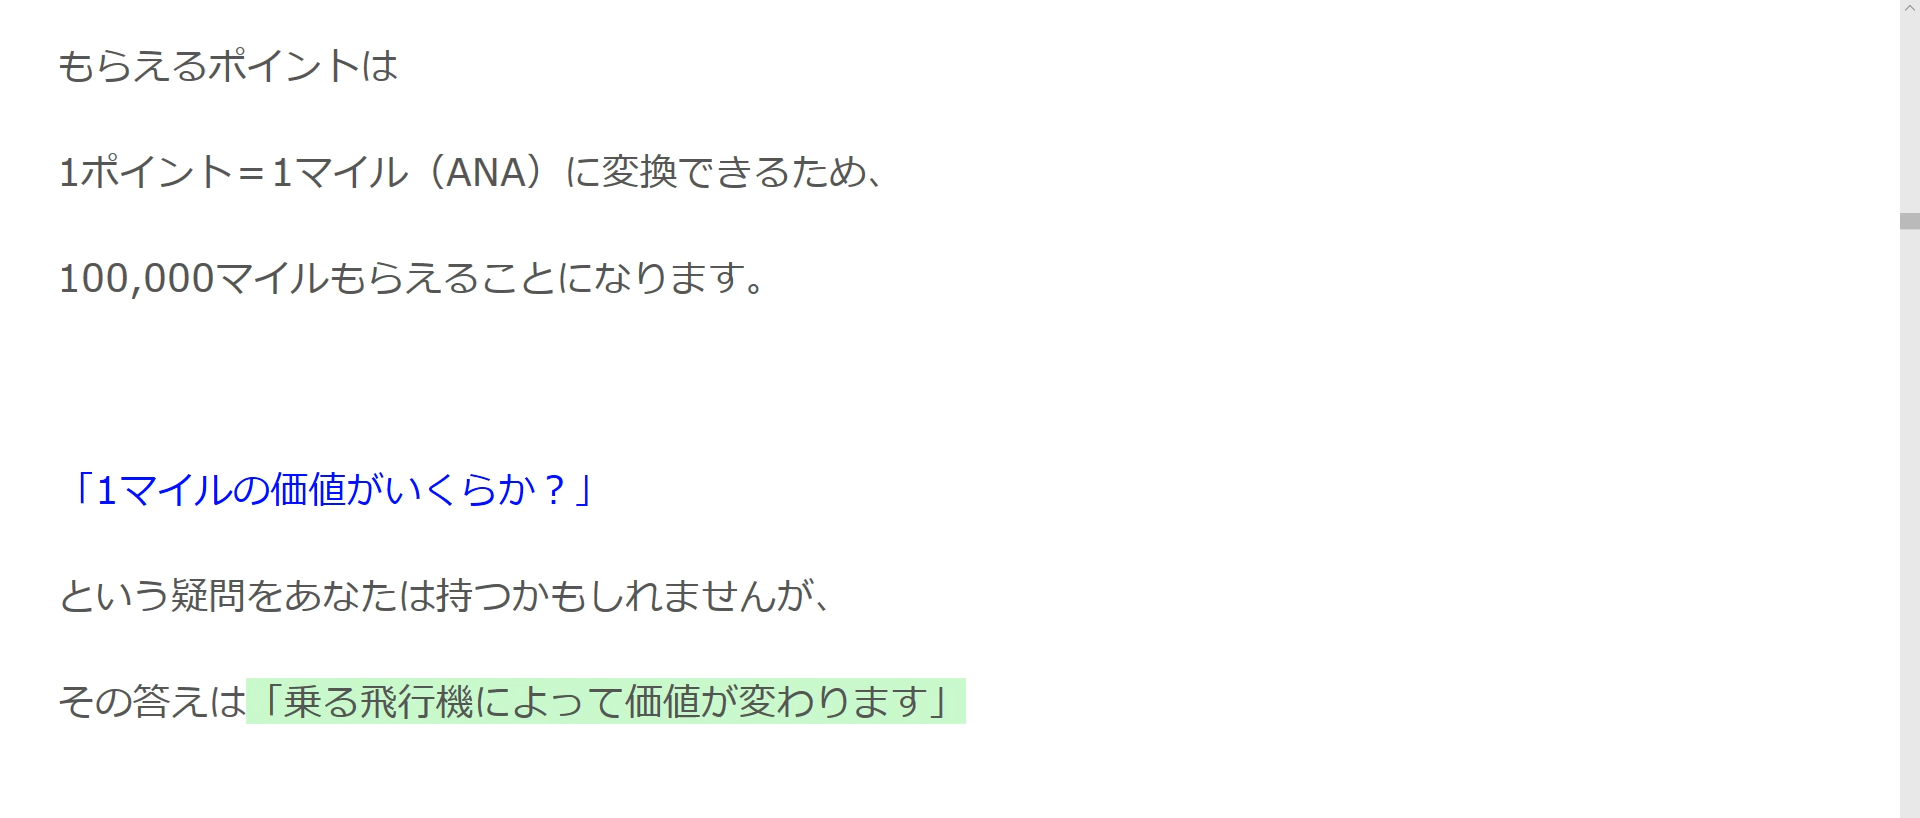 もらえるポイントは
1ポイント＝1マイル（ANA）に変換できるため、
100,000マイルもらえることになります。
「1マイルの価値がいくらか？」
という疑問をあなたは持つかもしれませんが、
その答えは「乗る飛行機によって価値が変わります」